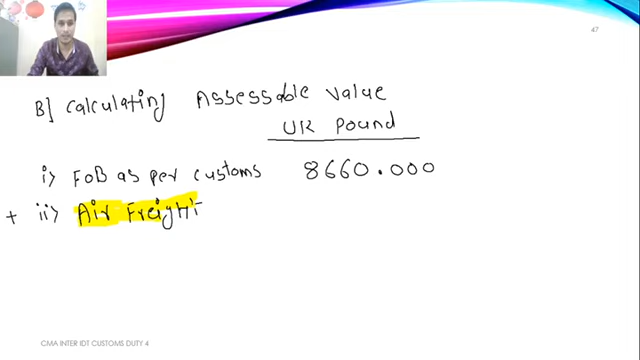 47
B] Calculating Assessable Value
UK Pound
i> FOB as per customs 8660.000
+ ii> Air Freight
CMA INTER IDT CUSTOMS DUTY 4